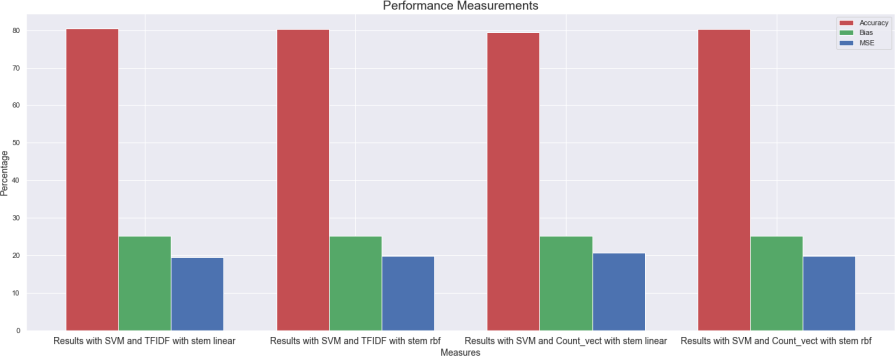 Performance Measurements
Accuracy
Bias
MSE
80
70
60
50
40
30
20
10
0
Percentage
Results with SVM and TFIDF with stem linear
Results with SVM and TFIDF with stem rbf
Results with SVM and Count_vect with stem linear
Results with SVM and Count_vect with stem rbf
Measures